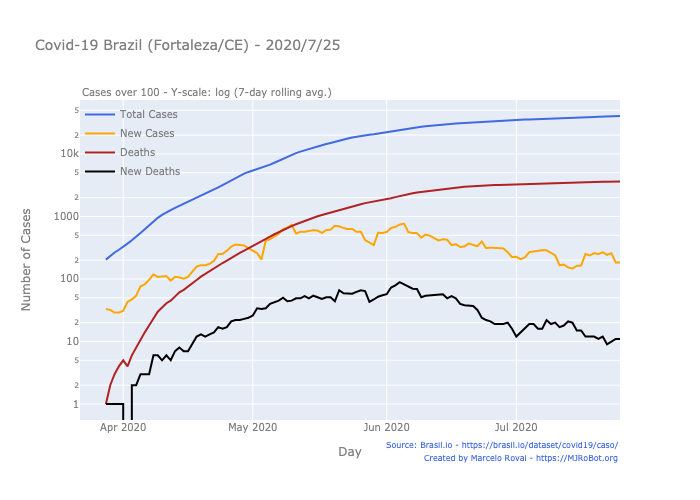 Covid-19 Brazil (Fortaleza/CE) - 2020/7/25
Cases over 100 - Y-scale: log (7-day rolling avg.)
Total Cases
New Cases
Deaths
New Deaths
Number of Cases
5
2
10k
5
2
1000
5
2
100
5
2
10
5
2
1
Apr 2020
May 2020
Jun 2020
Jul 2020
Day
Source: Brasil.io - https://brasil.io/dataset/covid19/caso/
Created by Marcelo Rovai - https://MJRoBot.org